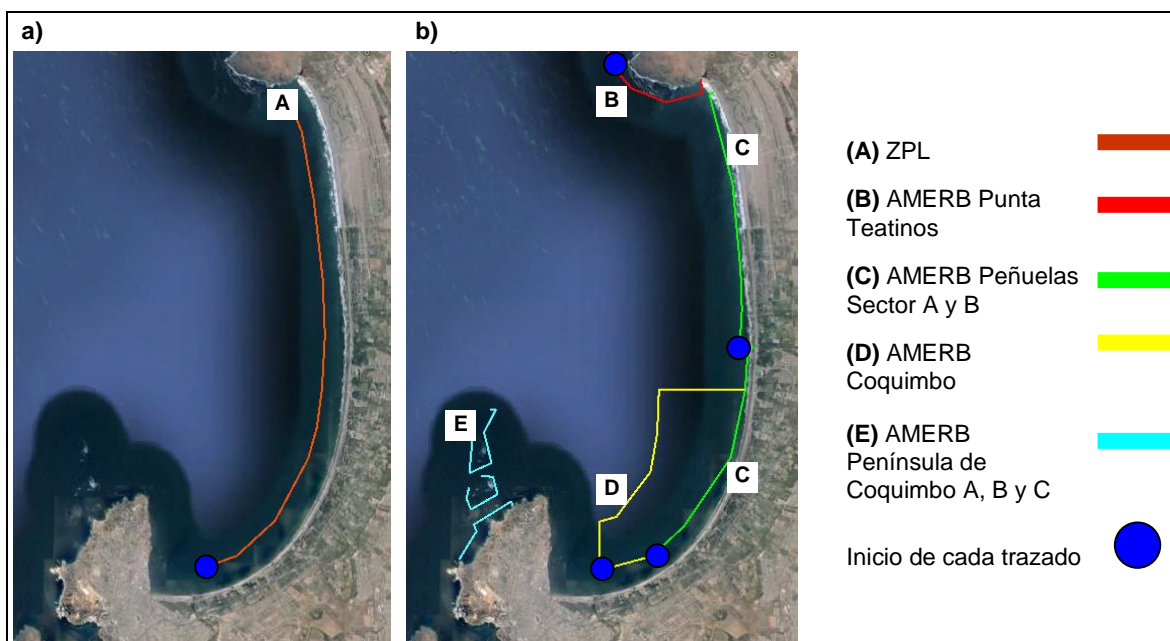 a)
b)
A
B
C
E
D
C
(A) ZPL
(B) AMERB Punta
Teatinos
(C) AMERB Peñuelas
Sector A y B
(D) AMERB
Coquimbo
(E) AMERB
Península de
Coquimbo A, B y C
Inicio de cada trazado